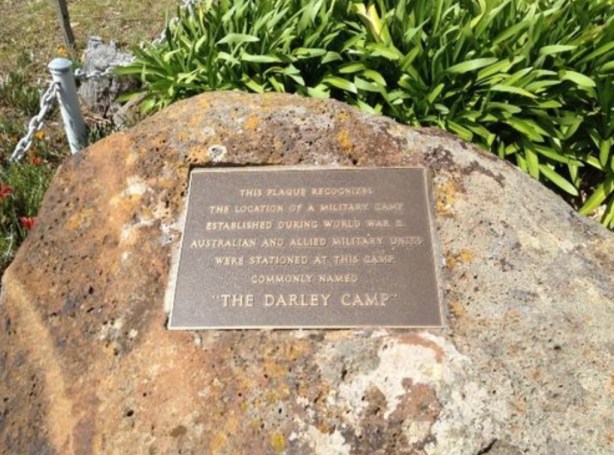 THIS PLAQUE RECOGNIZES
THE LOCATION OF A MILITARY CAMP
ESTABLISHED DURING WORLD WAR II.
AUSTRALIAN AND ALLIED MILITARY UNITS
WERE STATIONED AT THIS CAMP
COMMONLY NAMED
"THE DARLEY CAMP"